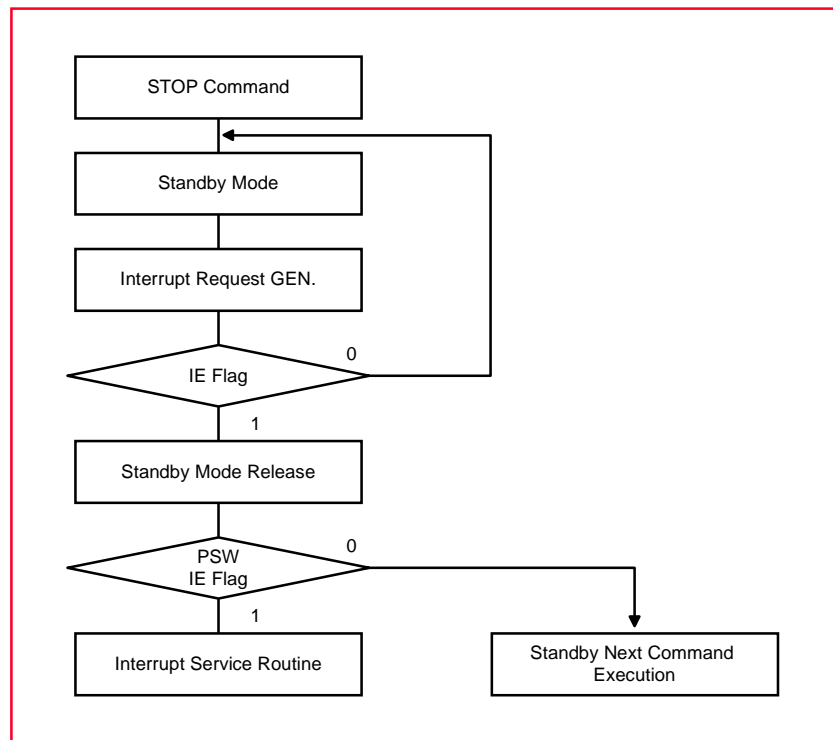 STOP Command
Standby Mode
Interrupt Request GEN.
0
IE Flag
1
Standby Mode Release
0
PSW
IE Flag
1
Interrupt Service Routine
Standby Next Command
Execution